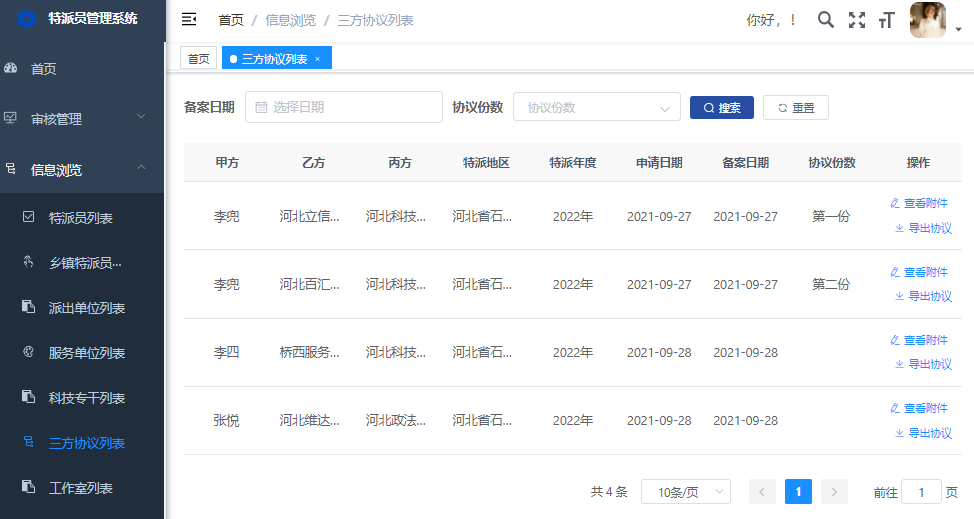 特派员管理系统
首页
审核管理
信息浏览
特派员列表
乡镇特派员...
派出单位列表
服务单位列表
科技专干列表
三方协议列表
工作室列表
首页 / 信息浏览 / 三方协议列表
你好， ！
首页
三方协议列表 ×
备案日期 选择日期 协议份数 协议份数 搜索 重置
甲方 乙方 丙方 特派地区 特派年度 申请日期 备案日期 协议份数 操作
李兜 河北立信... 河北科技... 河北省石... 2022年 2021-09-27 2021-09-27 第一份 查看附件
导出协议
李兜 河北百汇... 河北科技... 河北省石... 2022年 2021-09-27 2021-09-27 第二份 查看附件
导出协议
李四 桥西服务... 河北科技... 河北省石... 2022年 2021-09-28 2021-09-28 查看附件
导出协议
张悦 河北维达... 河北政法... 河北省石... 2022年 2021-09-28 2021-09-28 查看附件
导出协议
共 4 条 10条/页 < 1 > 前往 1 页